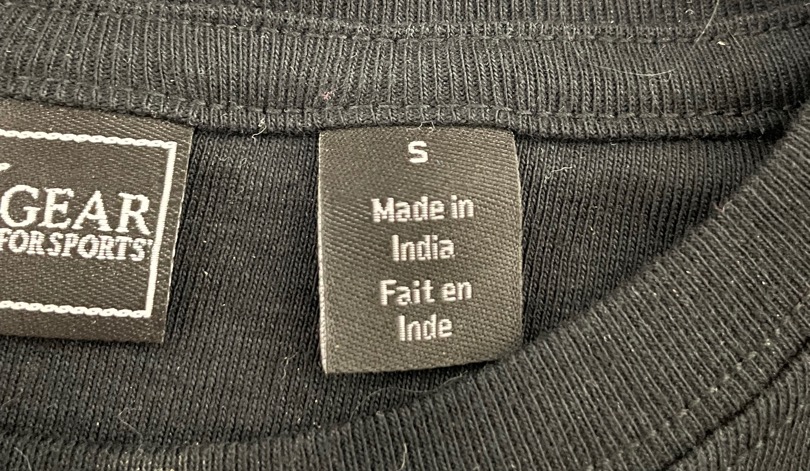 GEAR
FOR SPORTS
S
Made in
India
Fait en
Inde